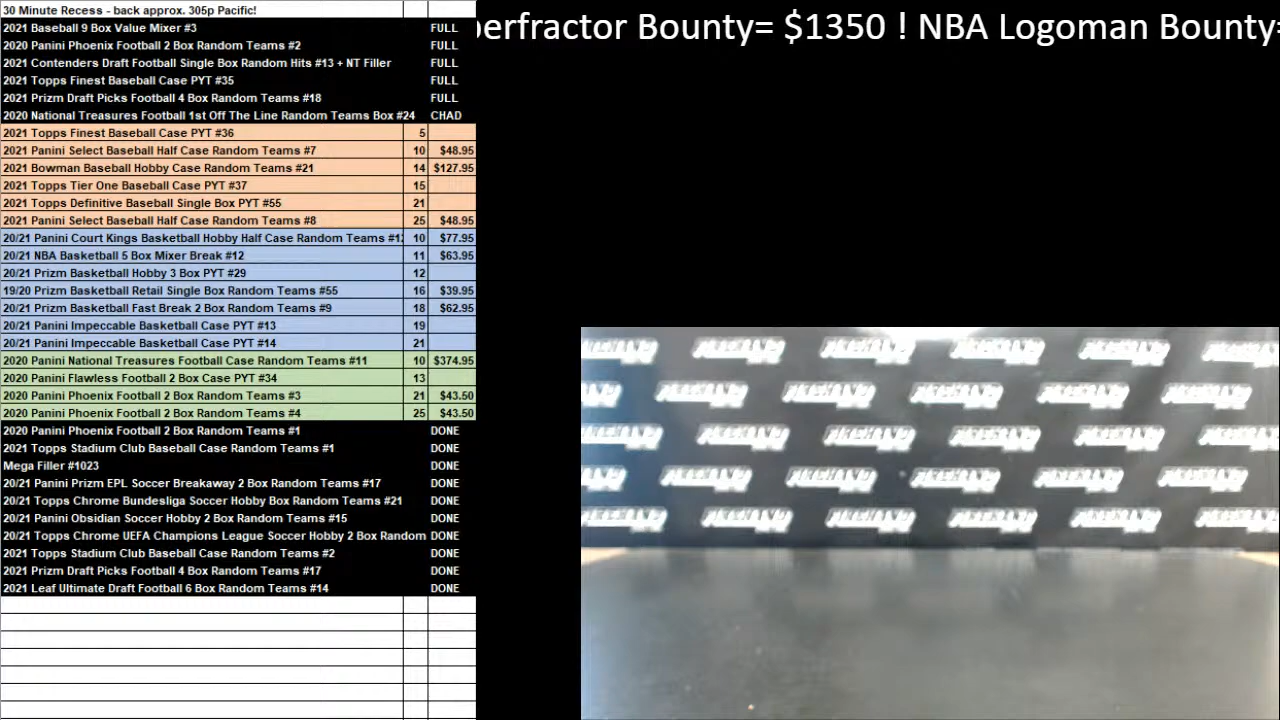 30 Minute Recess - back approx. 305p Pacific!
2021 Baseball 9 Box Value Mixer #3 FULL
2020 Panini Phoenix Football 2 Box Random Teams #2 FULL
2021 Contenders Draft Football Single Box Random Hits #13 + NT Filler FULL
2021 Topps Finest Baseball Case PYT #35 FULL
2021 Prizm Draft Picks Football 4 Box Random Teams #18 FULL
2020 National Treasures Football 1st Off The Line Random Teams Box #24 CHAD
2021 Topps Finest Baseball Case PYT #36 5
2021 Panini Select Baseball Half Case Random Teams #7 10 $48.95
2021 Bowman Baseball Hobby Case Random Teams #21 14 $127.95
2021 Topps Tier One Baseball Case PYT #37 15
2021 Topps Definitive Baseball Single Box PYT #55 21
2021 Panini Select Baseball Half Case Random Teams #8 25 $48.95
20/21 Panini Court Kings Basketball Hobby Half Case Random Teams 10 $77.95
20/21 NBA Basketball 5 Box Mixer Break #12 11 $63.95
20/21 Prizm Basketball Hobby 3 Box PYT #29 12
19/20 Prizm Basketball Retail Single Box Random Teams #55 16 $39.95
20/21 Prizm Basketball Fast Break 2 Box Random Teams #9 18 $62.95
20/21 Panini Impeccable Basketball Case PYT #13 19
20/21 Panini Impeccable Basketball Case PYT #14 21
2020 Panini National Treasures Football Case Random Teams #11 10 $374.95
2020 Panini Flawless Football 2 Box Case PYT #34 13
2020 Panini Phoenix Football 2 Box Random Teams #3 21 $43.50
2020 Panini Phoenix Football 2 Box Random Teams #4 25 $43.50
2020 Panini Phoenix Football 2 Box Random Teams #1 DONE
2021 Topps Stadium Club Baseball Case Random Teams #1 DONE
Mega Filler #1023 DONE
20/21 Panini Prizm EPL Soccer Breakaway 2 Box Random Teams #17 DONE
20/21 Topps Chrome Bundesliga Soccer Hobby Box Random Teams #21 DONE
20/21 Panini Obsidian Soccer Hobby 2 Box Random Teams #15 DONE
20/21 Topps Chrome UEFA Champions League Soccer Hobby 2 Box Random DONE
2021 Topps Stadium Club Baseball Case Random Teams #2 DONE
2021 Prizm Draft Picks Football 4 Box Random Teams #17 DONE
2021 Leaf Ultimate Draft Football 6 Box Random Teams #14 DONE
perfractor Bounty= $1350 ! NBA Logoman Bounty=